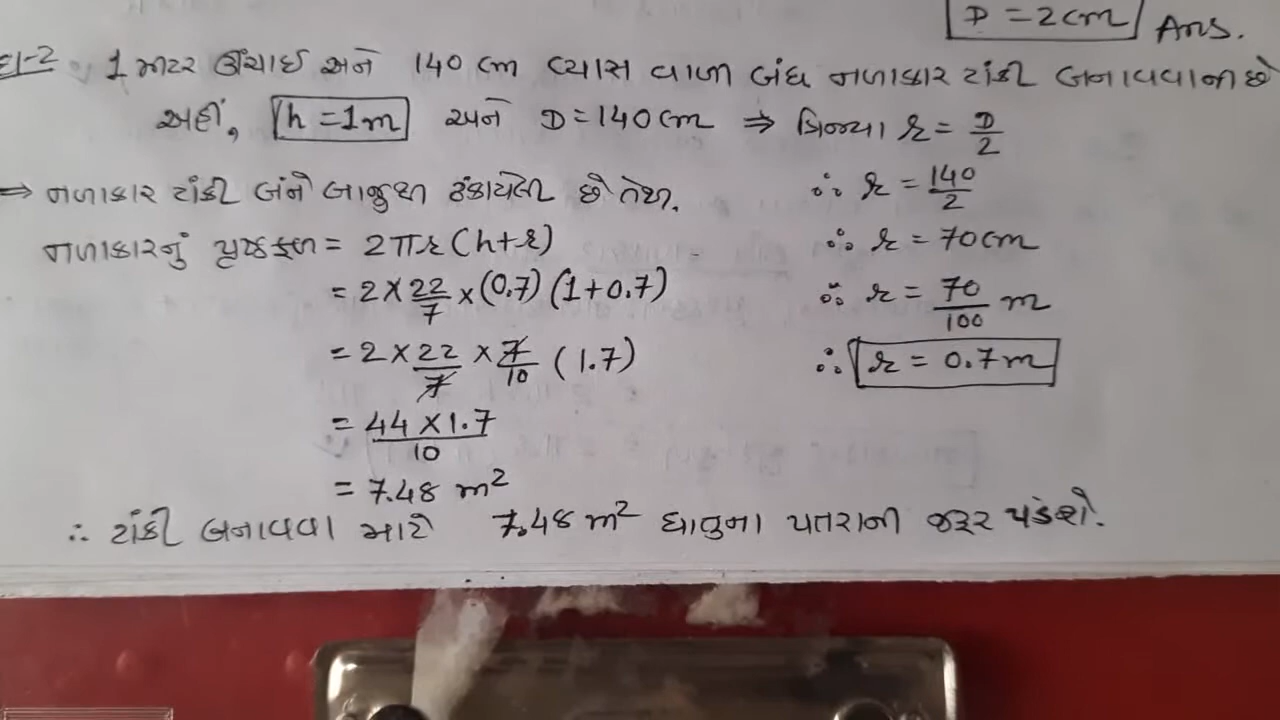 D = 2cm Ans.
દા-2 1 મીટર ઊંચાઈ અને 140 cm વ્યાસ વાળી બંધ નળાકાર ટાંકી બનાવવાની છે
અહીં, h = 1m અને D = 140 cm ⇒ ત્રિજ્યા r = D/2
⇒ નળાકાર ટાંકી બંને બાજુથી ઢંકાયેલી છે તેથી. ∴ r = 140/2
નળાકારનું પૃષ્ઠફળ = 2πr(h+r) ∴ r = 70cm
= 2 × 22/7 × (0.7) (1+0.7) ∴ r = 70/100 m
= 2 × 22/7 × 7/10 (1.7) ∴ r = 0.7m
= 44 × 1.7/10
= 7.48 m²
∴ ટાંકી બનાવવા માટે 7.48 m² ધાતુના પતરાની જરૂર પડશે.